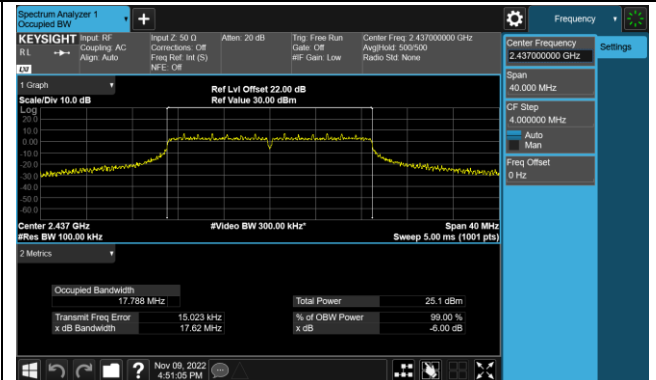 Spectrum Analyzer 1
Occupied BW
+
Frequency
KEYSIGHT
RL
Input: RF
Coupling: AC
Align: Auto
Input Z: 50 Ω
Corrections: Off
Freq Ref: Int (S)
NFE: Off
Atten: 20 dB
Trig: Free Run
Gate: Off
#IF Gain: Low
Center Freq: 2.437000000 GHz
Avg|Hold: 500/500
Radio Std: None
Center Frequency
2.437000000 GHz
Settings
Span
40.000 MHz
CF Step
4.000000 MHz
Auto
Man
Freq Offset
0 Hz
1 Graph
Scale/Div 10.0 dB
Ref Lvl Offset 22.00 dB
Ref Value 30.00 dBm
Log
20.0
10.0
0.00
-10.0
-20.0
-30.0
-40.0
-50.0
-60.0
Center 2.437 GHz
#Video BW 300.00 kHz*
Span 40 MHz
#Res BW 100.00 kHz
Sweep 5.00 ms (1001 pts)
2 Metrics
Occupied Bandwidth
17.788 MHz
Total Power 25.1 dBm
Transmit Freq Error 15.023 kHz
% of OBW Power 99.00 %
x dB Bandwidth 17.62 MHz
x dB -6.00 dB
?
Nov 09, 2022
4:51:05 PM